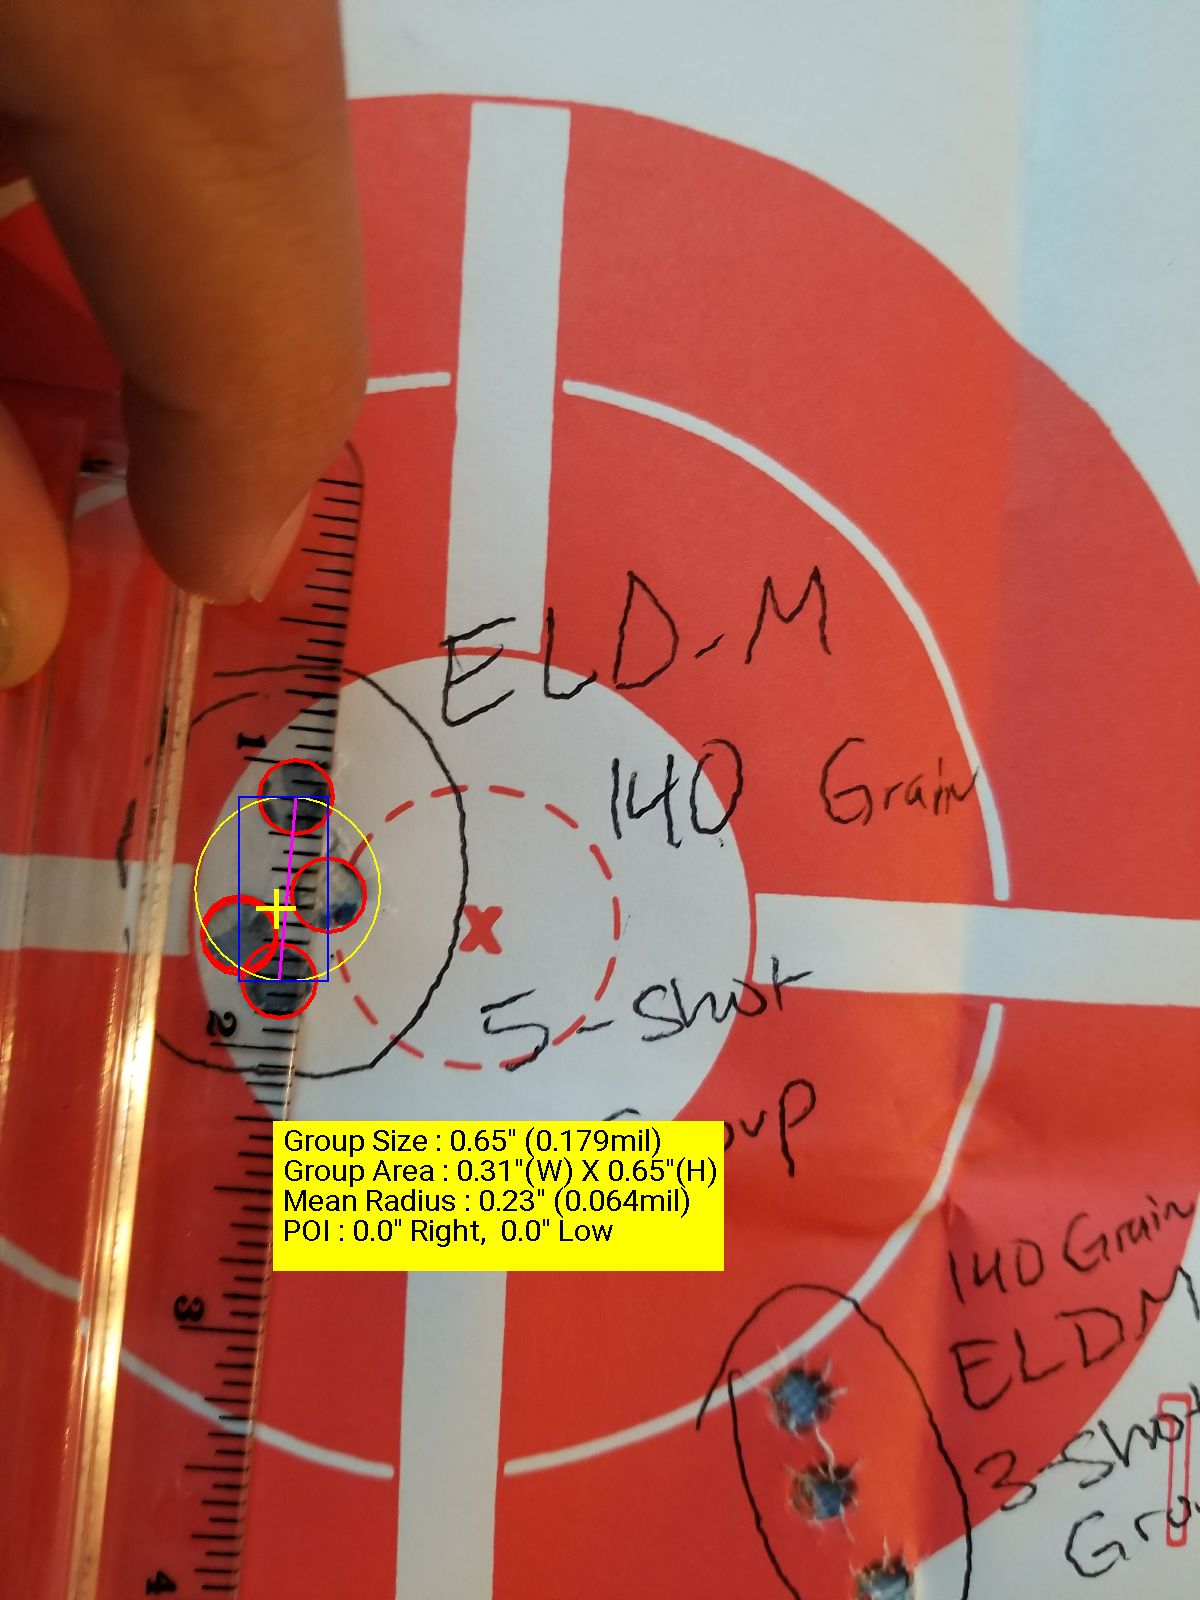 ELD-M
140 Grain
1
x
5-Shot
2
Group Size : 0.65" (0.179mil)
Group Area : 0.31"(W) X 0.65"(H)
Mean Radius : 0.23" (0.064mil)
POI : 0.0" Right, 0.0" Low
3
140 Grain
ELDM
3-Shot
4